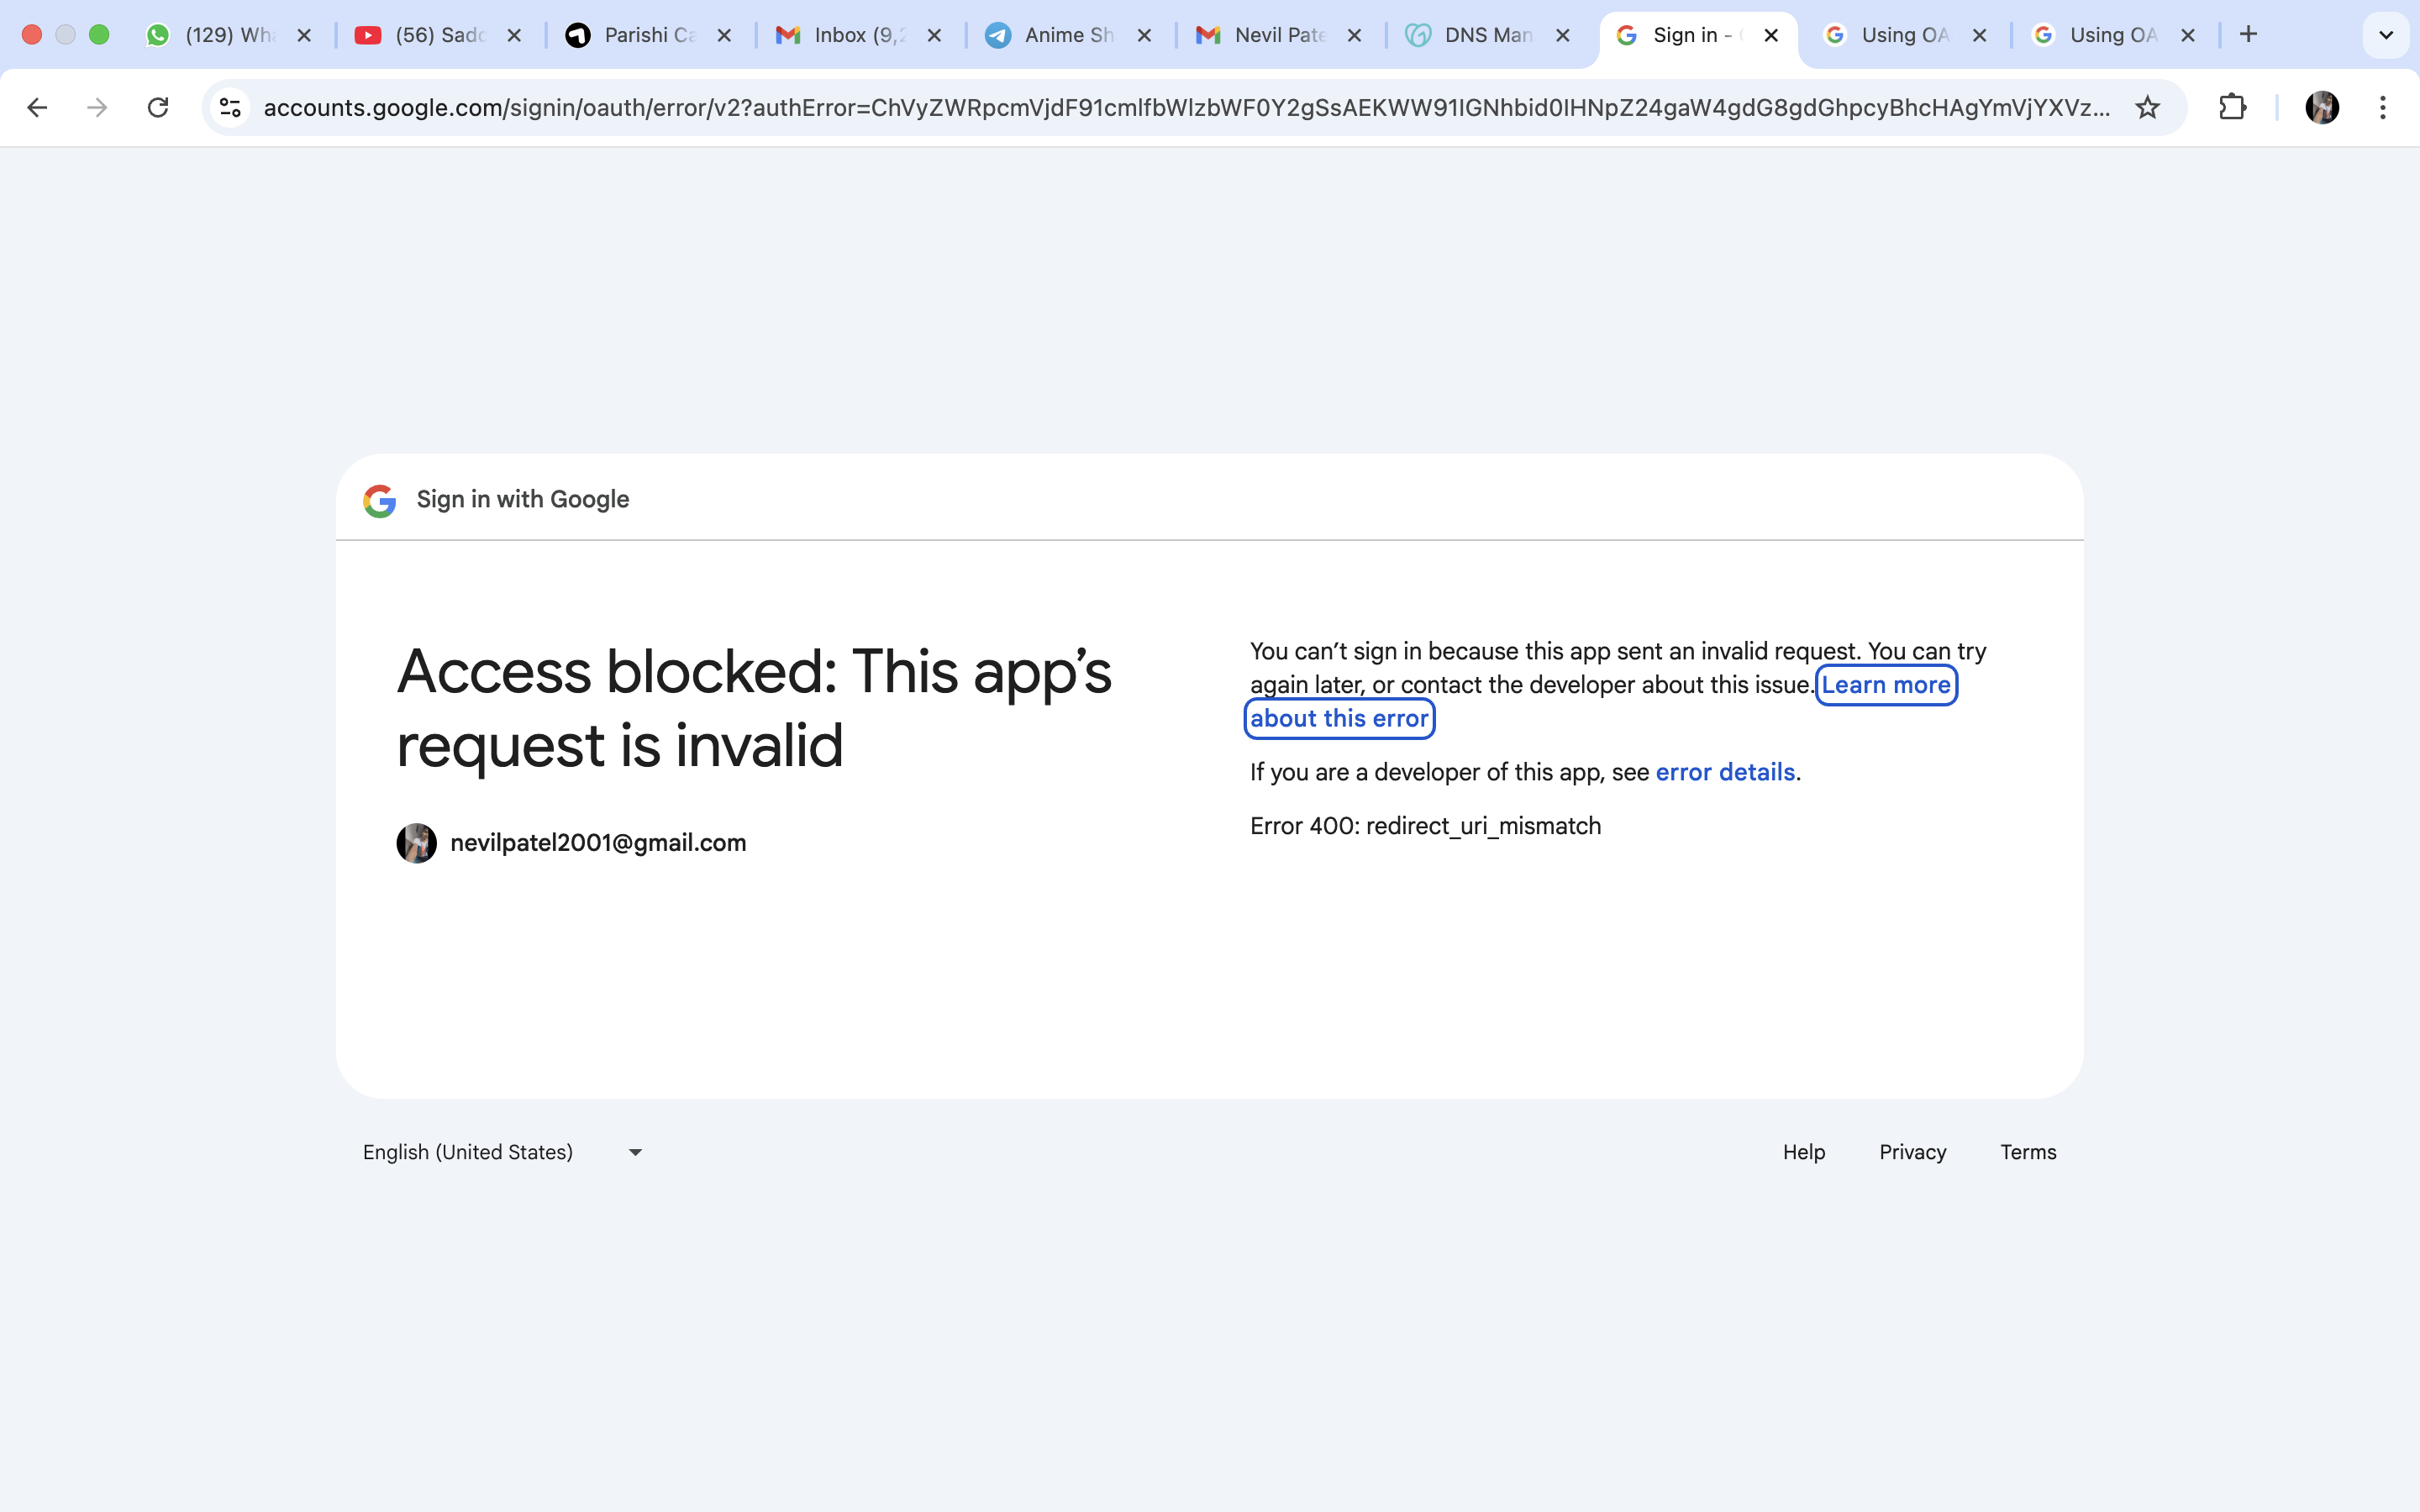 (129) Wha
(56) Sado
Parishi Ca
Inbox (9,2
Anime Sh
Nevil Pate
DNS Man
Sign in -
Using OA
Using OA
accounts.google.com/signin/oauth/error/v2?authError=ChVyZWRpcmVjdF91cmlfbWlzbWF0Y2gSsAEKWW91IGNhbid0IHNpZ24gaW4gdG8gdGhpcyBhcHAgYmVjYXVz...
Sign in with Google
Access blocked: This app’s
request is invalid
nevilpatel2001@gmail.com
You can’t sign in because this app sent an invalid request. You can try
again later, or contact the developer about this issue. Learn more
about this error
If you are a developer of this app, see error details.
Error 400: redirect_uri_mismatch
English (United States)
Help
Privacy
Terms